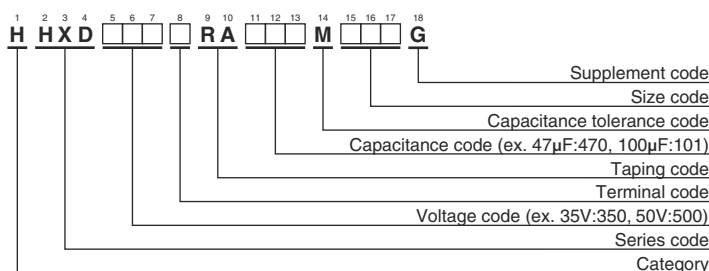 1 2 3 4 5 6 7 8 9 10 11 12 13 14 15 16 17 18
H HXD RA M G
Supplement code
Size code
Capacitance tolerance code
Capacitance code (ex. 47μF:470, 100μF:101)
Taping code
Terminal code
Voltage code (ex. 35V:350, 50V:500)
Series code
Category